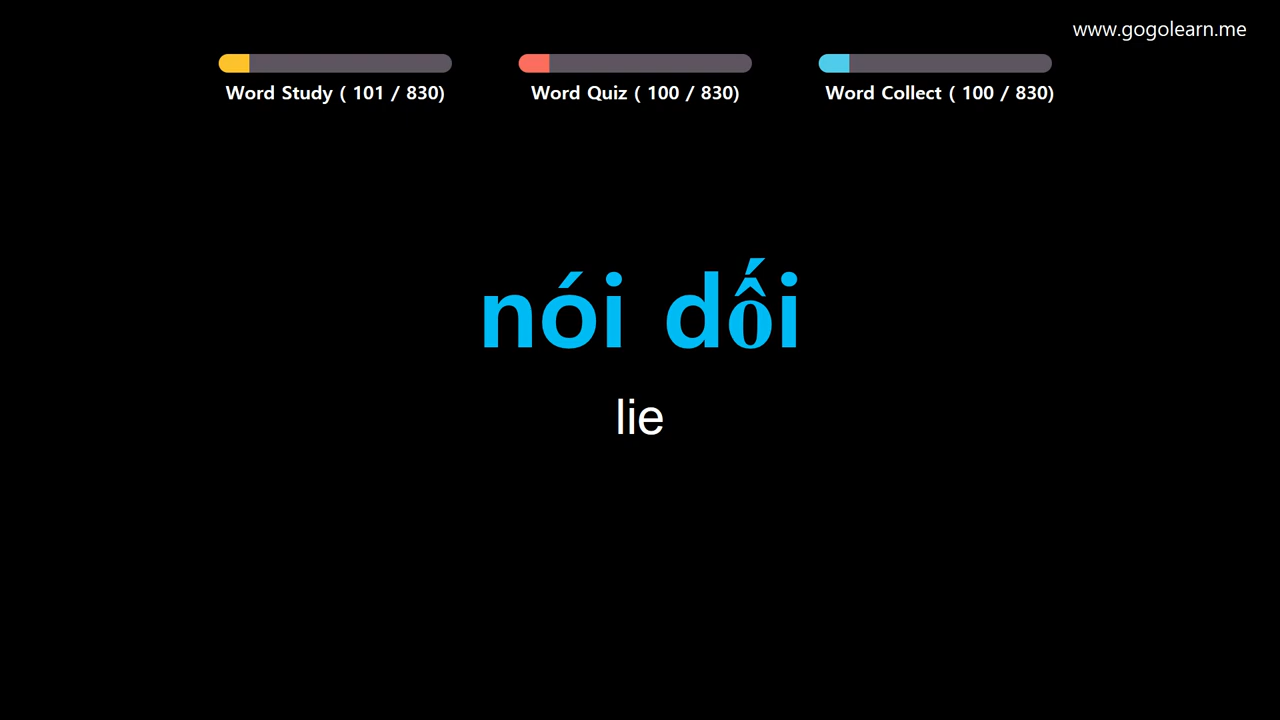 www.gogolearn.me
Word Study ( 101 / 830)
Word Quiz ( 100 / 830)
Word Collect ( 100 / 830)
nói dối
lie